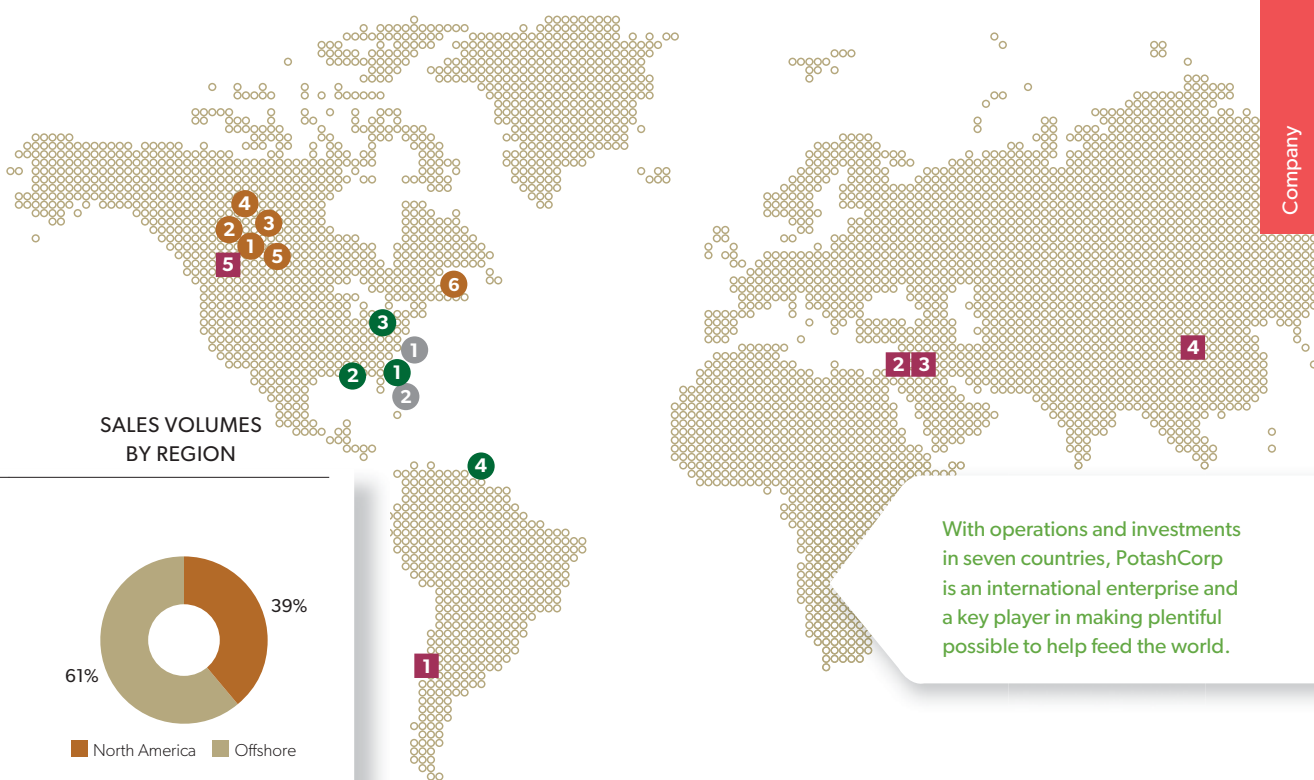 Company
4
3
2
1
5
5
6
3
1
2
1
2
4
2 3
4
1
SALES VOLUMES
BY REGION
39%
61%
North America
Offshore
With operations and investments
in seven countries, PotashCorp
is an international enterprise and
a key player in making plentiful
possible to help feed the world.